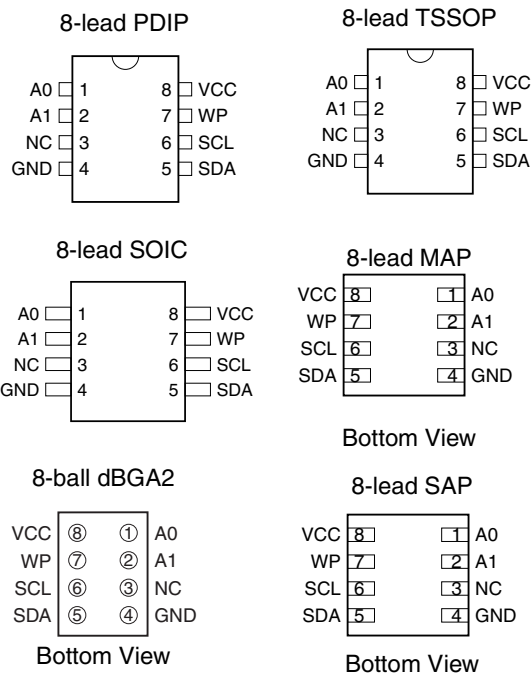 8-lead PDIP
A0 1 8 VCC
A1 2 7 WP
NC 3 6 SCL
GND 4 5 SDA
8-lead TSSOP
A0 1 8 VCC
A1 2 7 WP
NC 3 6 SCL
GND 4 5 SDA
8-lead SOIC
A0 1 8 VCC
A1 2 7 WP
NC 3 6 SCL
GND 4 5 SDA
8-lead MAP
VCC 8 1 A0
WP 7 2 A1
SCL 6 3 NC
SDA 5 4 GND
Bottom View
8-ball dBGA2
VCC 8 1 A0
WP 7 2 A1
SCL 6 3 NC
SDA 5 4 GND
Bottom View
8-lead SAP
VCC 8 1 A0
WP 7 2 A1
SCL 6 3 NC
SDA 5 4 GND
Bottom View